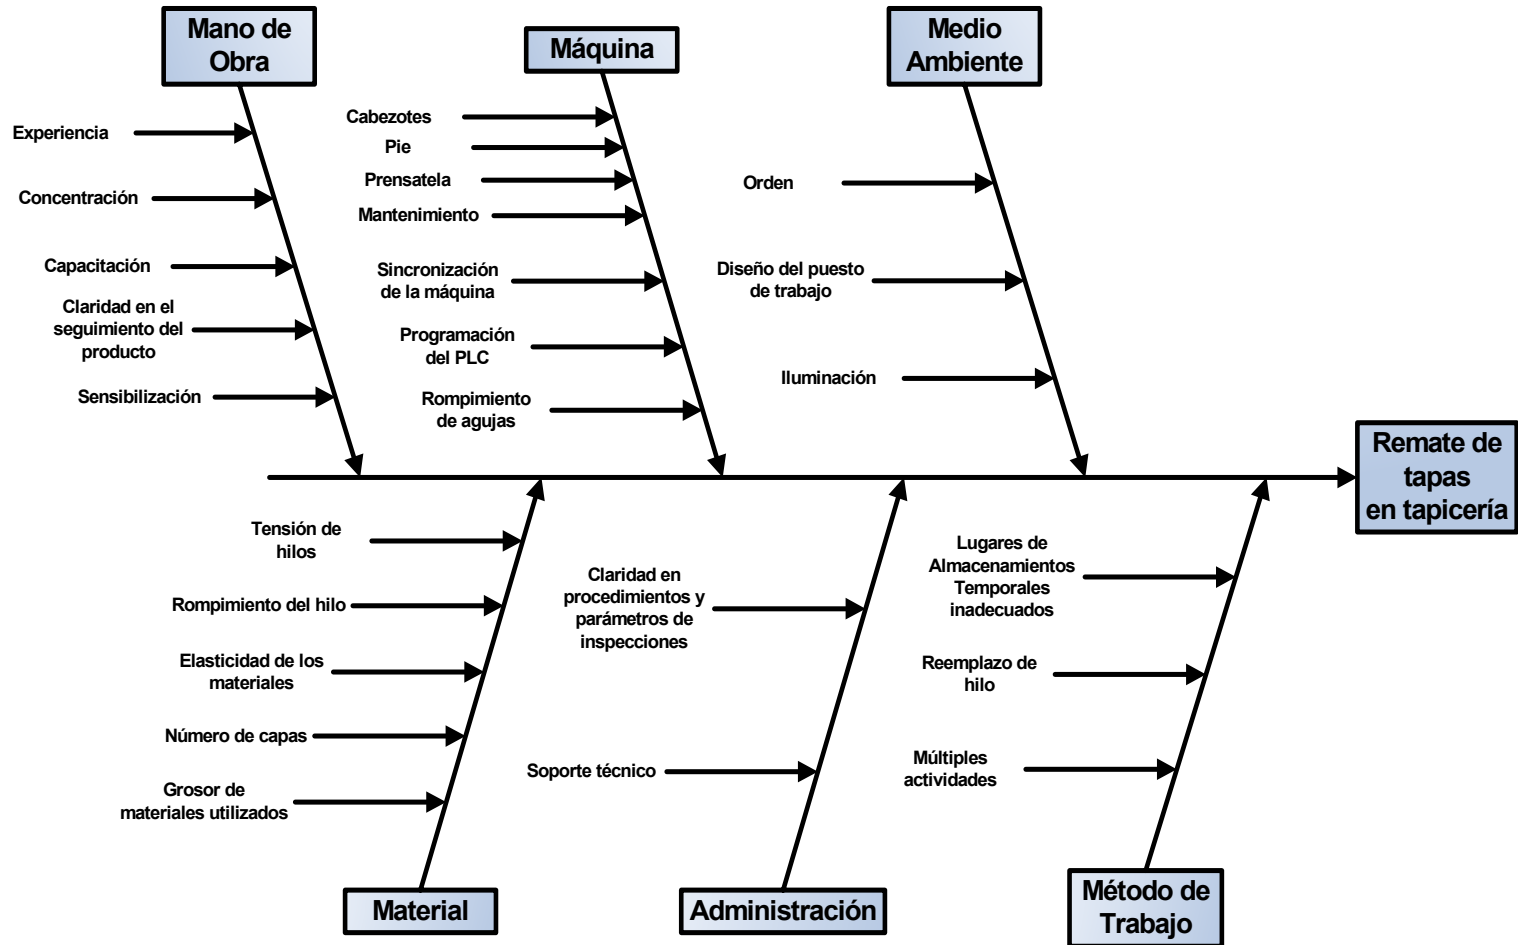 Mano de
Obra
Experiencia
Concentración
Capacitación
Claridad en el
seguimiento del
producto
Sensibilización
Máquina
Cabezotes
Pie
Prensatela
Mantenimiento
Sincronización
de la máquina
Programación
del PLC
Rompimiento
de agujas
Medio
Ambiente
Orden
Diseño del puesto
de trabajo
Iluminación
Remate de
tapas
en tapicería
Tensión de
hilos
Rompimiento del hilo
Elasticidad de los
materiales
Número de capas
Grosor de
materiales utilizados
Material
Claridad en
procedimientos y
parámetros de
inspecciones
Soporte técnico
Administración
Lugares de
Almacenamientos
Temporales
inadecuados
Reemplazo de
hilo
Múltiples
actividades
Método de
Trabajo